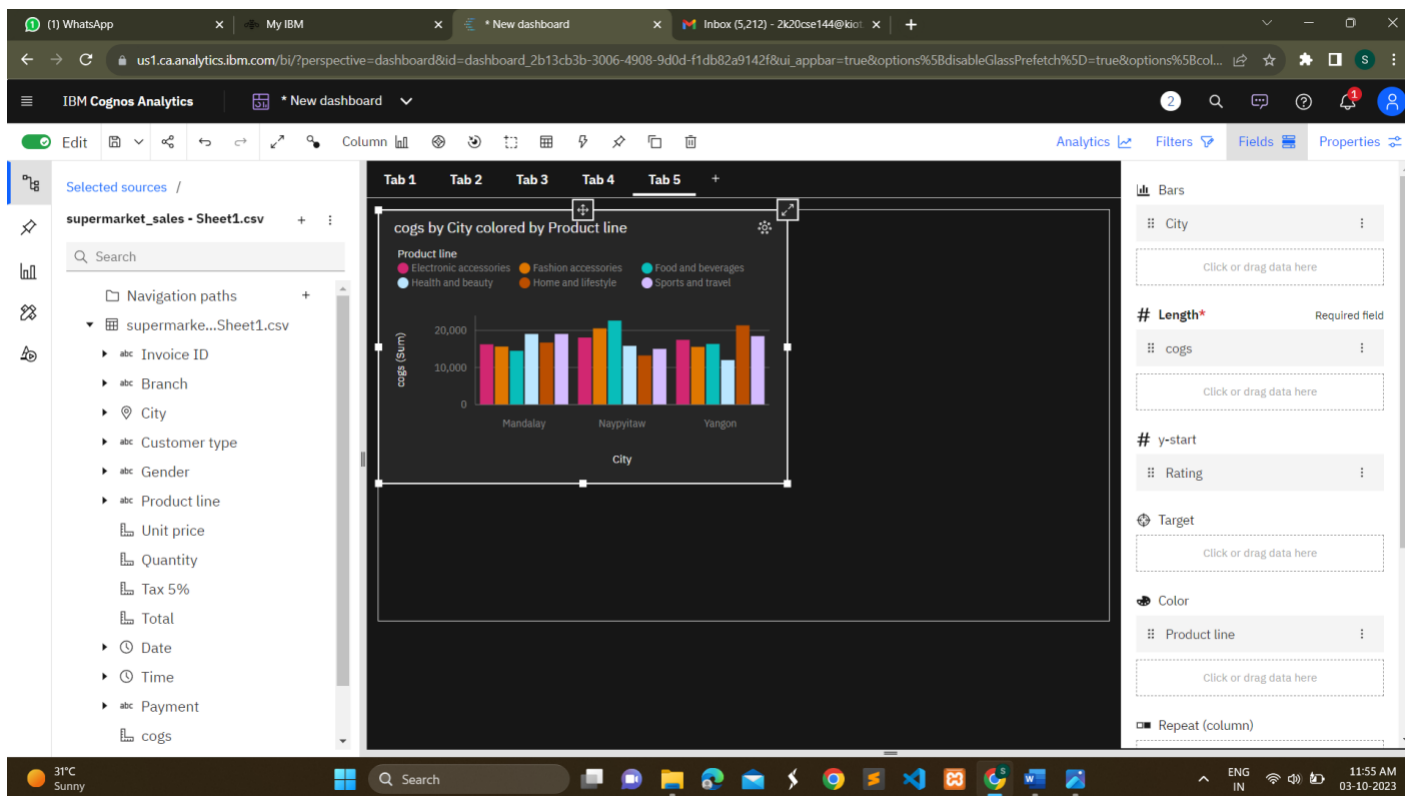 (1) WhatsApp
My IBM
* New dashboard
M Inbox (5,212) - 2k20cse144@kiot
us1.ca.analytics.ibm.com/bi/?perspective=dashboard&id=dashboard_2b13cb3b-3006-4908-9d0d-f1db82a9142f&ui_appbar=true&options%5BdisableGlassPrefetch%5D=true&options%5Bcol...
S
IBM Cognos Analytics
* New dashboard
2
1
Edit
Column
Analytics
Filters
Fields
Properties
Selected sources /
supermarket_sales - Sheet1.csv
Search
Navigation paths
supermarke...Sheet1.csv
abc Invoice ID
abc Branch
City
abc Customer type
abc Gender
abc Product line
Unit price
Quantity
Tax 5%
Total
Date
Time
abc Payment
cogs
Tab 1
Tab 2
Tab 3
Tab 4
Tab 5
cogs by City colored by Product line
Product line
Electronic accessories
Fashion accessories
Food and beverages
Health and beauty
Home and lifestyle
Sports and travel
cogs (Sum)
20,000
10,000
0
Mandalay
Naypyitaw
Yangon
City
Bars
City
Click or drag data here
# Length*
Required field
cogs
Click or drag data here
# y-start
Rating
Target
Click or drag data here
Color
Product line
Click or drag data here
Repeat (column)
31°C
Sunny
Search
ENG
IN
11:55 AM
03-10-2023